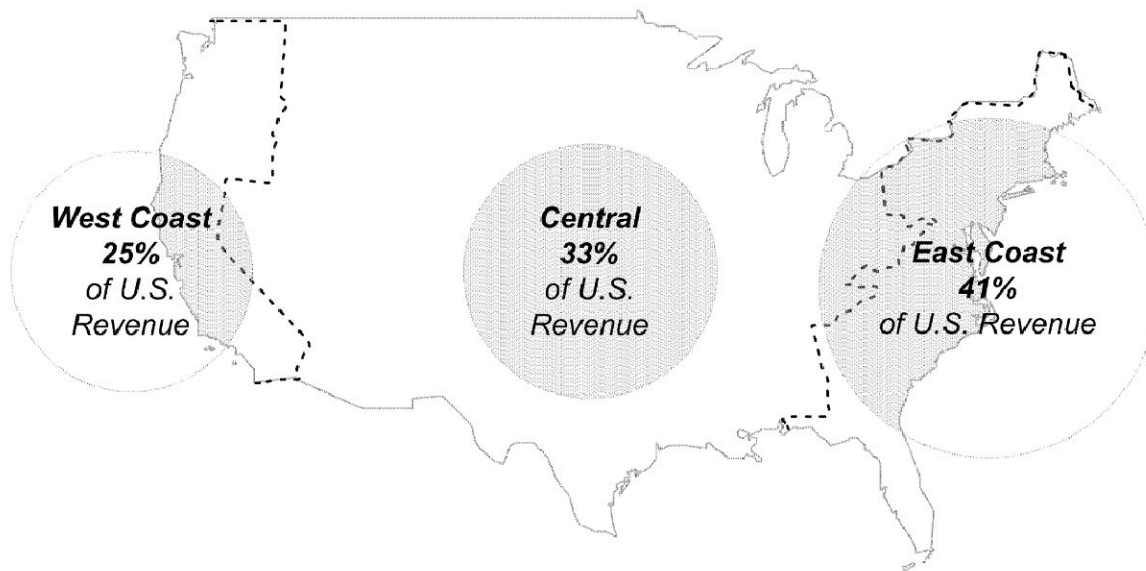 West Coast
25%
of U.S.
Revenue
Central
33%
of U.S.
Revenue
East Coast
41%
of U.S. Revenue